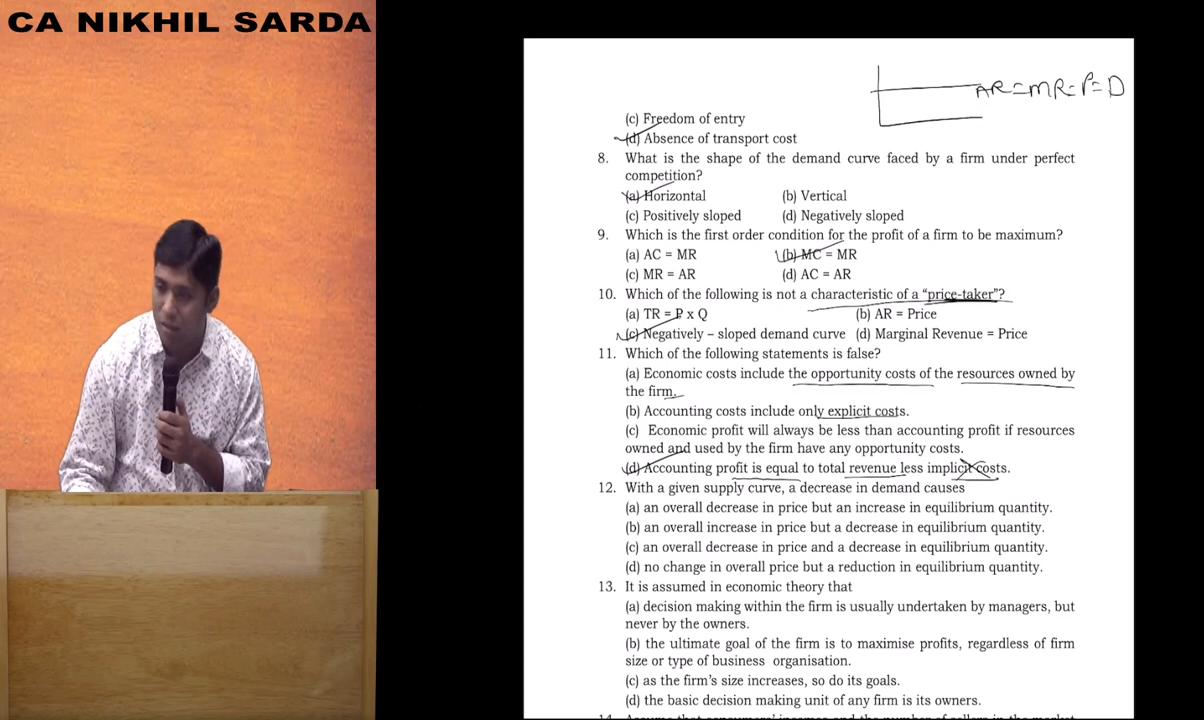 CA NIKHIL SARDA
AR=MR=P=D
(c) Freedom of entry
(d) Absence of transport cost
8. What is the shape of the demand curve faced by a firm under perfect
competition?
(a) Horizontal (b) Vertical
(c) Positively sloped (d) Negatively sloped
9. Which is the first order condition for the profit of a firm to be maximum?
(a) AC = MR (b) MC = MR
(c) MR = AR (d) AC = AR
10. Which of the following is not a characteristic of a “price-taker”?
(a) TR = P x Q (b) AR = Price
(c) Negatively – sloped demand curve (d) Marginal Revenue = Price
11. Which of the following statements is false?
(a) Economic costs include the opportunity costs of the resources owned by
the firm.
(b) Accounting costs include only explicit costs.
(c) Economic profit will always be less than accounting profit if resources
owned and used by the firm have any opportunity costs.
(d) Accounting profit is equal to total revenue less implicit costs.
12. With a given supply curve, a decrease in demand causes
(a) an overall decrease in price but an increase in equilibrium quantity.
(b) an overall increase in price but a decrease in equilibrium quantity.
(c) an overall decrease in price and a decrease in equilibrium quantity.
(d) no change in overall price but a reduction in equilibrium quantity.
13. It is assumed in economic theory that
(a) decision making within the firm is usually undertaken by managers, but
never by the owners.
(b) the ultimate goal of the firm is to maximise profits, regardless of firm
size or type of business organisation.
(c) as the firm's size increases, so do its goals.
(d) the basic decision making unit of any firm is its owners.